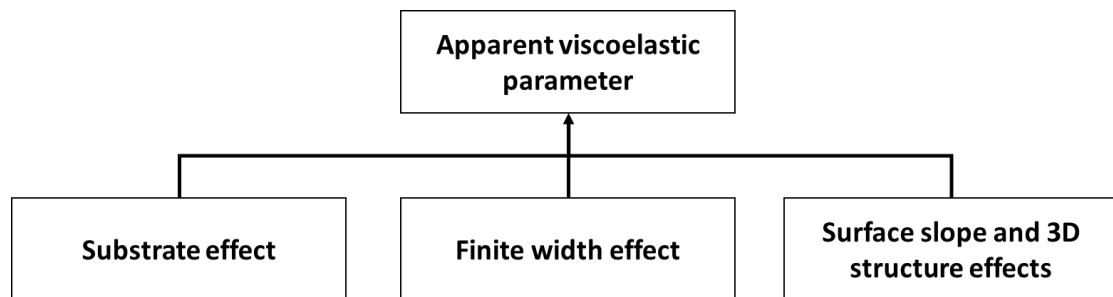 Apparent viscoelastic
parameter
Substrate effect
Finite width effect
Surface slope and 3D
structure effects